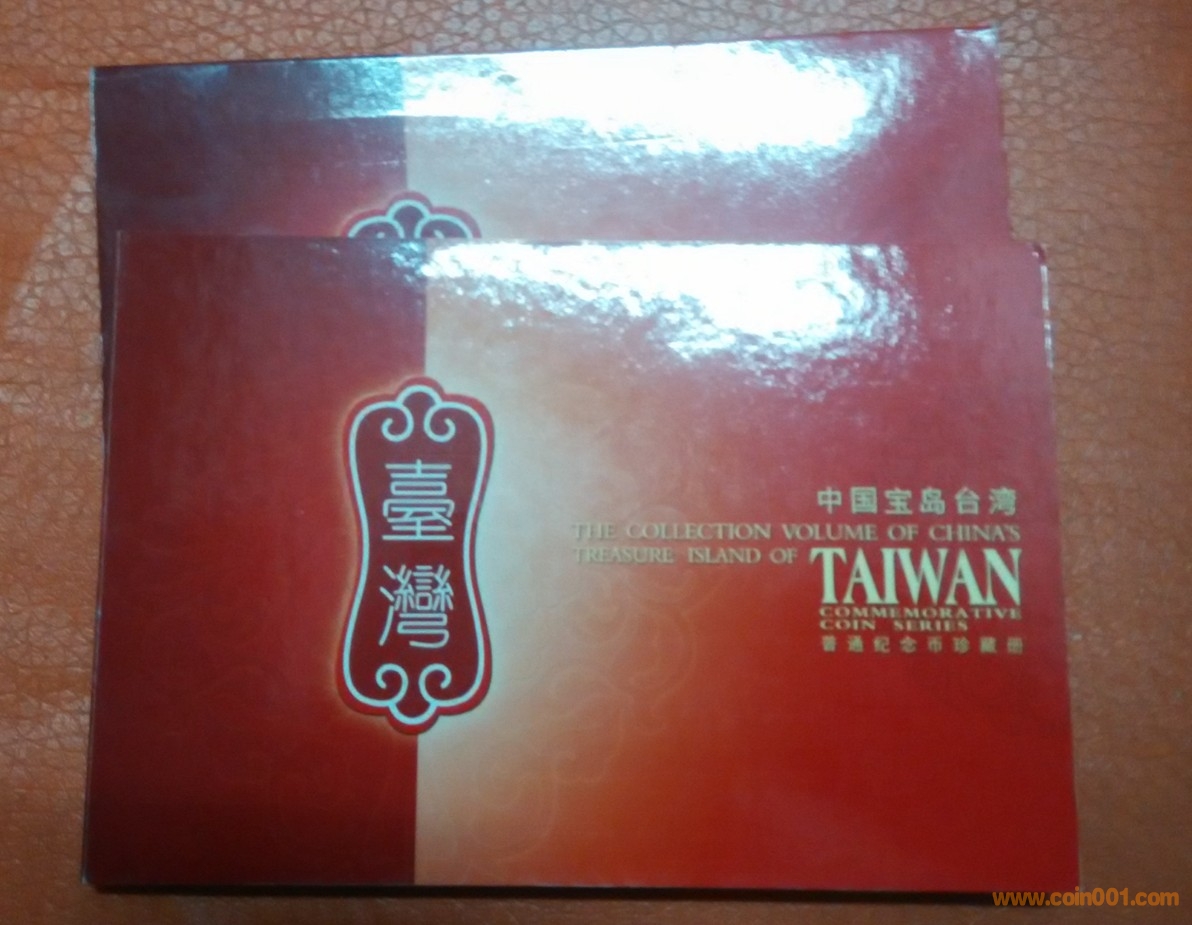 臺
灣
中国宝岛台湾
THE COLLECTION VOLUME OF CHINA'S
TREASURE ISLAND OF TAIWAN
COMMEMORATIVE
COIN SERIES
普通纪念币珍藏册
www.coin001.com